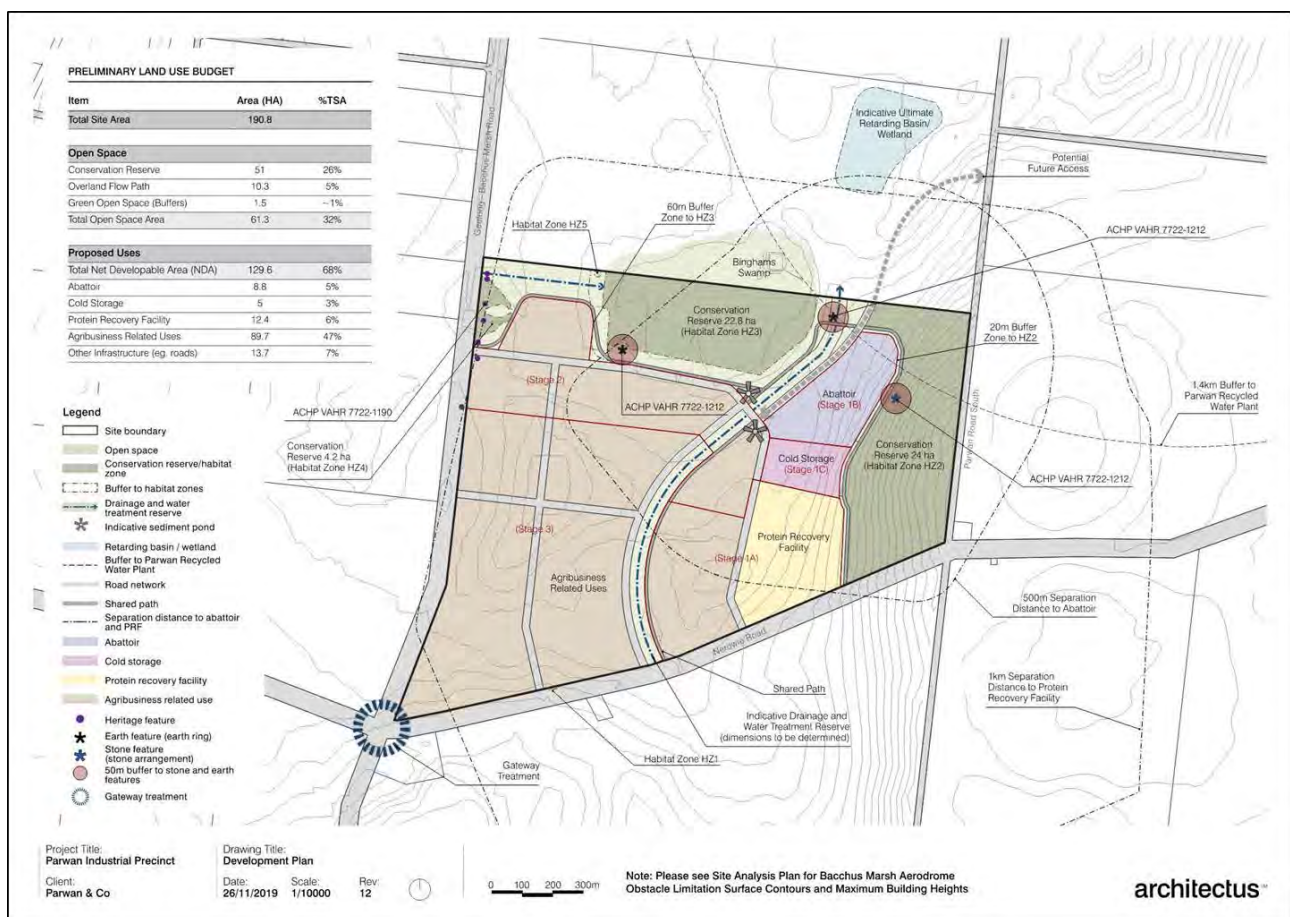 PRELIMINARY LAND USE BUDGET
Item Area (HA) %TSA
Total Site Area 190.8
Open Space
Conservation Reserve 51 26%
Overland Flow Path 10.3 5%
Green Open Space (Buffers) 1.5 ~1%
Total Open Space Area 61.3 32%
Proposed Uses
Total Net Developable Area (NDA) 129.6 68%
Abattoir 8.8 5%
Cold Storage 5 3%
Protein Recovery Facility 12.4 6%
Agribusiness Related Uses 89.7 47%
Other Infrastructure (eg. roads) 13.7 7%
Geelong - Bacchus Marsh Road
Indicative Ultimate
Retarding Basin/
Wetland
Potential
Future Access
60m Buffer
Zone to HZ3
Habitat Zone HZ5
ACHP VAHR 7722-1212
Binghams
Swamp
Conservation
Reserve 22.8 ha
(Habitat Zone HZ3)
20m Buffer
Zone to HZ2
1.4km Buffer to
Parwan Recycled
Water Plant
(Stage 2)
ACHP VAHR 7722-1212
Abattoir
(Stage 1B)
Parwan Road South
ACHP VAHR 7722-1190
Conservation
Reserve 4.2 ha
(Habitat Zone HZ4)
Cold Storage
(Stage 1C)
Conservation
Reserve 24 ha
(Habitat Zone HZ2)
ACHP VAHR 7722-1212
(Stage 3)
(Stage 1A)
Protein Recovery
Facility
Agribusiness
Related Uses
500m Separation
Distance to Abattoir
Nerowie Road
1km Separation
Distance to Protein
Recovery Facility
Shared Path
Indicative Drainage and
Water Treatment Reserve
(dimensions to be determined)
Habitat Zone HZ1
Gateway
Treatment
Legend
Site boundary
Open space
Conservation reserve/habitat
zone
Buffer to habitat zones
Drainage and water
treatment reserve
Indicative sediment pond
Retarding basin / wetland
Buffer to Parwan Recycled
Water Plant
Road network
Shared path
Separation distance to abattoir
and PRF
Abattoir
Cold storage
Protein recovery facility
Agribusiness related use
Heritage feature
Earth feature (earth ring)
Stone feature
(stone arrangement)
50m buffer to stone and earth
features
Gateway treatment
Project Title:
Parwan Industrial Precinct
Client:
Parwan & Co
Drawing Title:
Development Plan
Date: Scale: Rev:
26/11/2019 1/10000 12
0 100 200 300m
Note: Please see Site Analysis Plan for Bacchus Marsh Aerodrome
Obstacle Limitation Surface Contours and Maximum Building Heights
architectus™